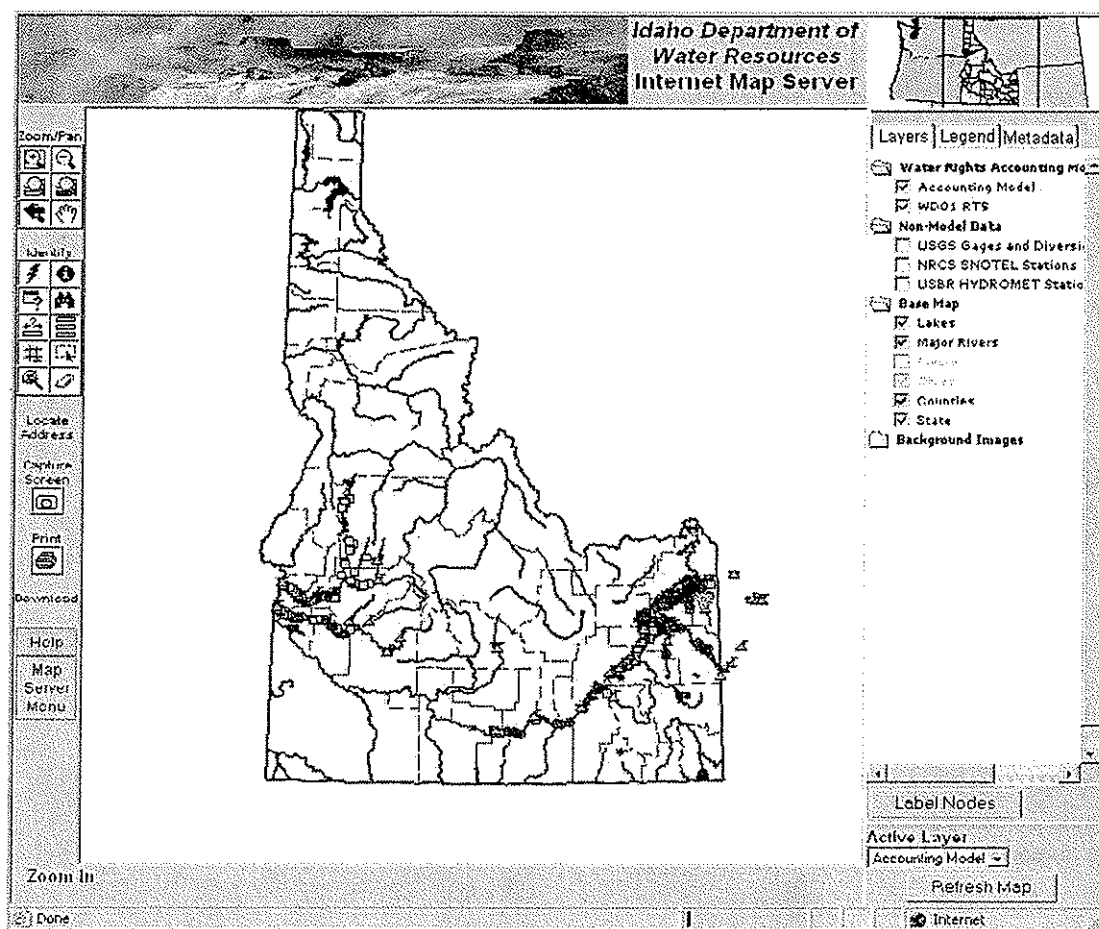 Idaho Department of
Water Resources
Internet Map Server
Zoom/Pan
Identify
Locate
Address
Capture
Screen
Print
Download
Help
Map
Server
Menu
Layers
Legend
Metadata
Water Rights Accounting Mo
Accounting Model
WD01 RTS
Non-Model Data
USGS Gages and Diversi
NRCS SNOTEL Stations
USBR HYDROMET Statio
Base Map
Lakes
Major Rivers
Counties
State
Background Images
Label Nodes
Active Layer
Accounting Model
Refresh Map
Zoom In
Done
Internet